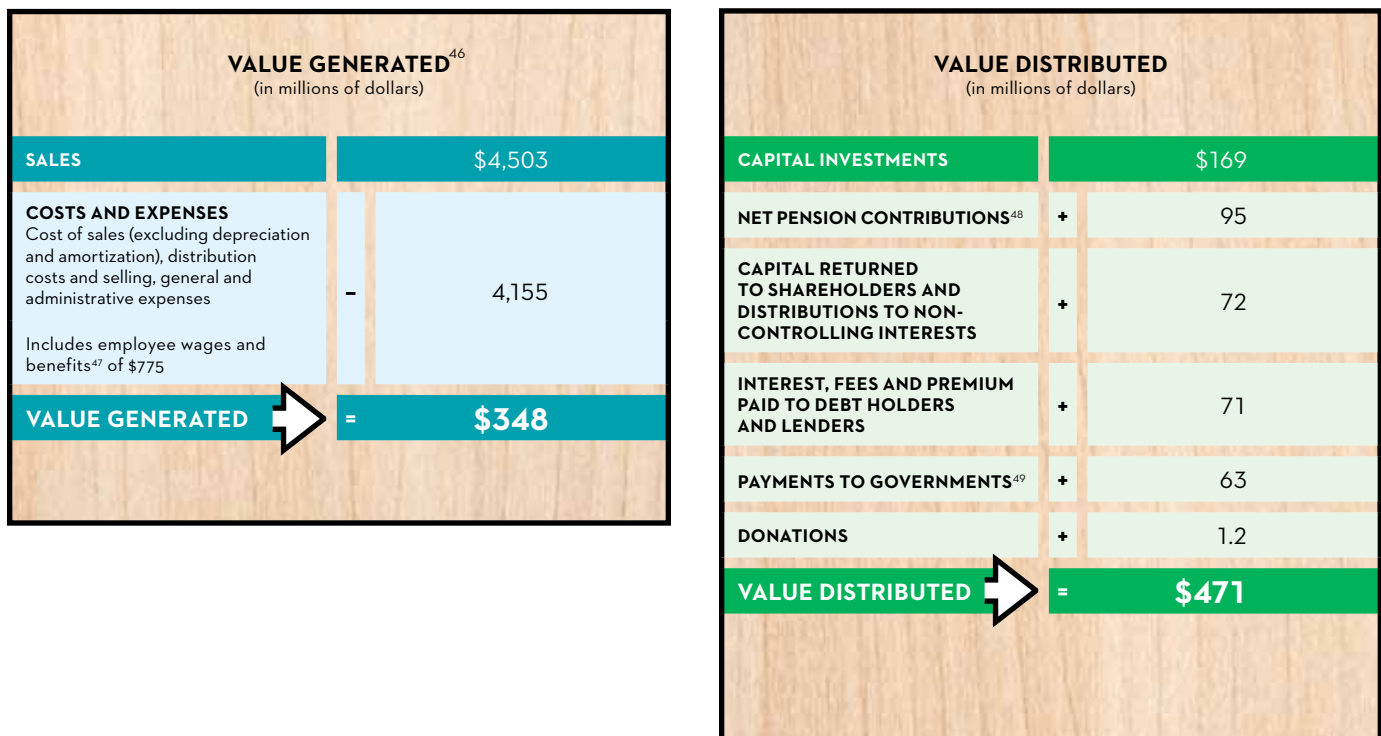 VALUE GENERATED46
(in millions of dollars)
SALES $4,503
COSTS AND EXPENSES
Cost of sales (excluding depreciation
and amortization), distribution
costs and selling, general and
administrative expenses
– 4,155
Includes employee wages and
benefits47 of $775
VALUE GENERATED = $348
VALUE DISTRIBUTED
(in millions of dollars)
CAPITAL INVESTMENTS $169
NET PENSION CONTRIBUTIONS48 + 95
CAPITAL RETURNED
TO SHAREHOLDERS AND
DISTRIBUTIONS TO NON-
CONTROLLING INTERESTS
+ 72
INTEREST, FEES AND PREMIUM
PAID TO DEBT HOLDERS
AND LENDERS
+ 71
PAYMENTS TO GOVERNMENTS49 + 63
DONATIONS + 1.2
VALUE DISTRIBUTED = $471